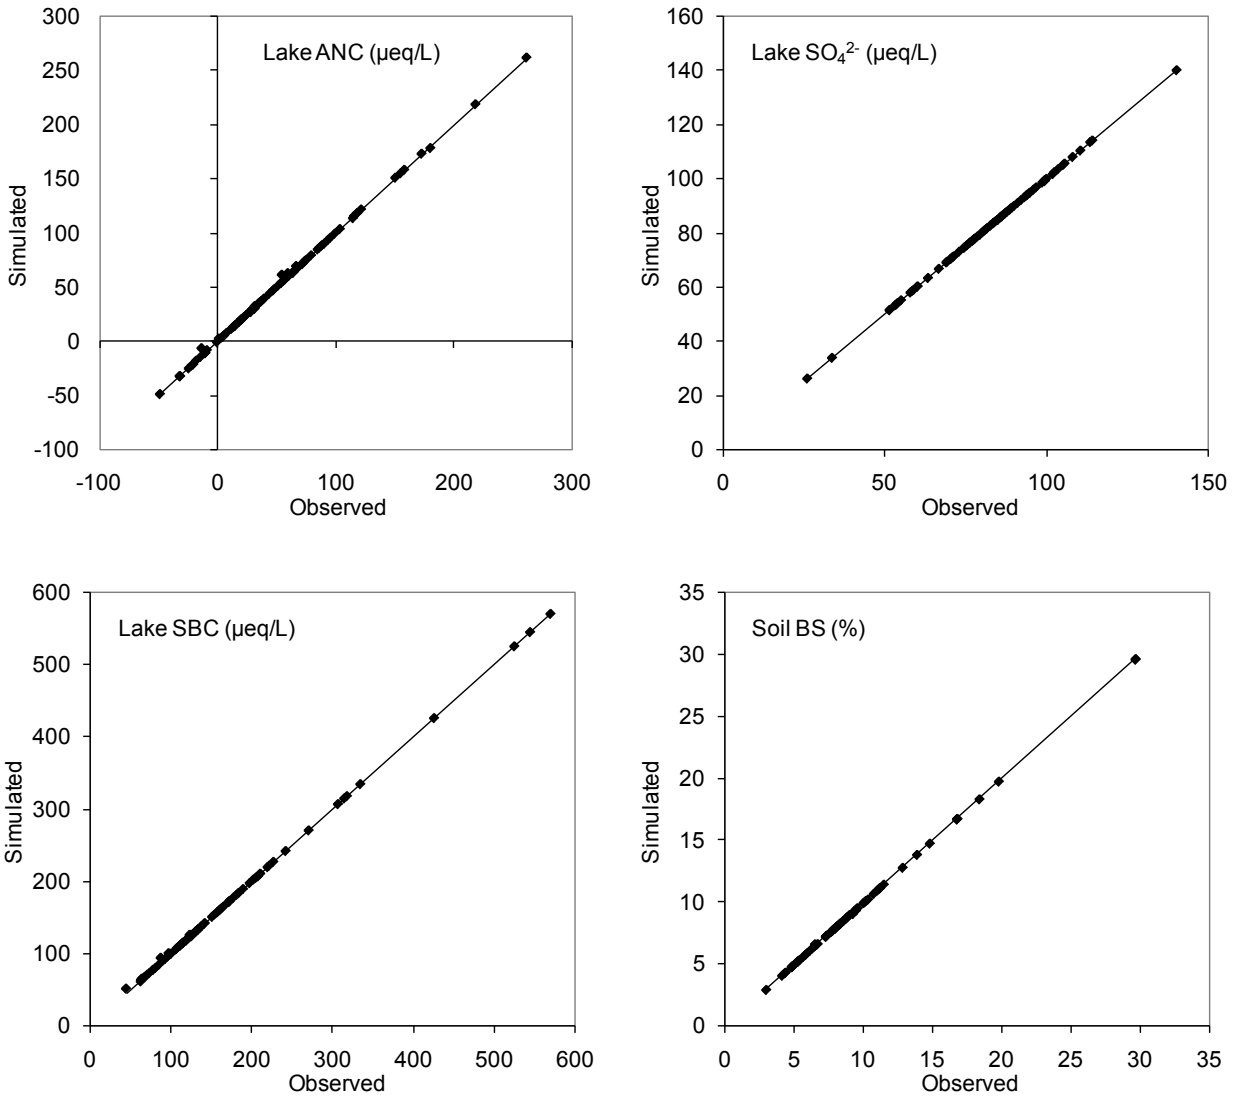 Lake ANC (µeq/L)
300
250
200
150
100
50
0
-50
-100
-100 0 100 200 300
Simulated
Observed
Lake SO₄²⁻ (µeq/L)
160
140
120
100
80
60
40
20
0
0 50 100 150
Simulated
Observed
Lake SBC (µeq/L)
600
500
400
300
200
100
0
0 100 200 300 400 500 600
Simulated
Observed
Soil BS (%)
35
30
25
20
15
10
5
0
0 5 10 15 20 25 30 35
Simulated
Observed